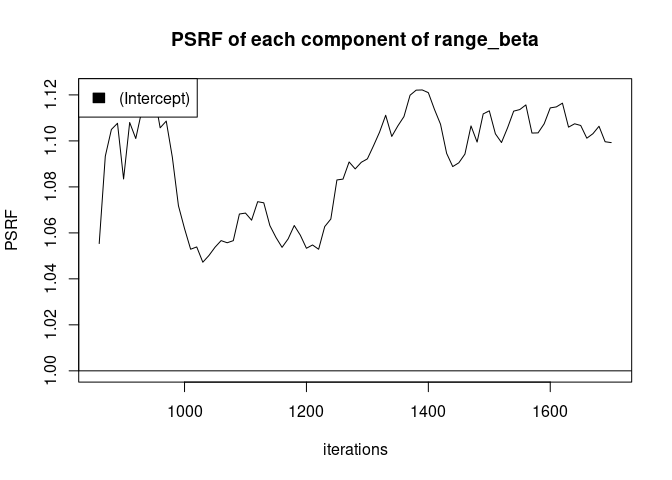 PSRF of each component of range_beta
(Intercept)
PSRF
1.12
1.10
1.08
1.06
1.04
1.02
1.00
1000 1200 1400 1600
iterations